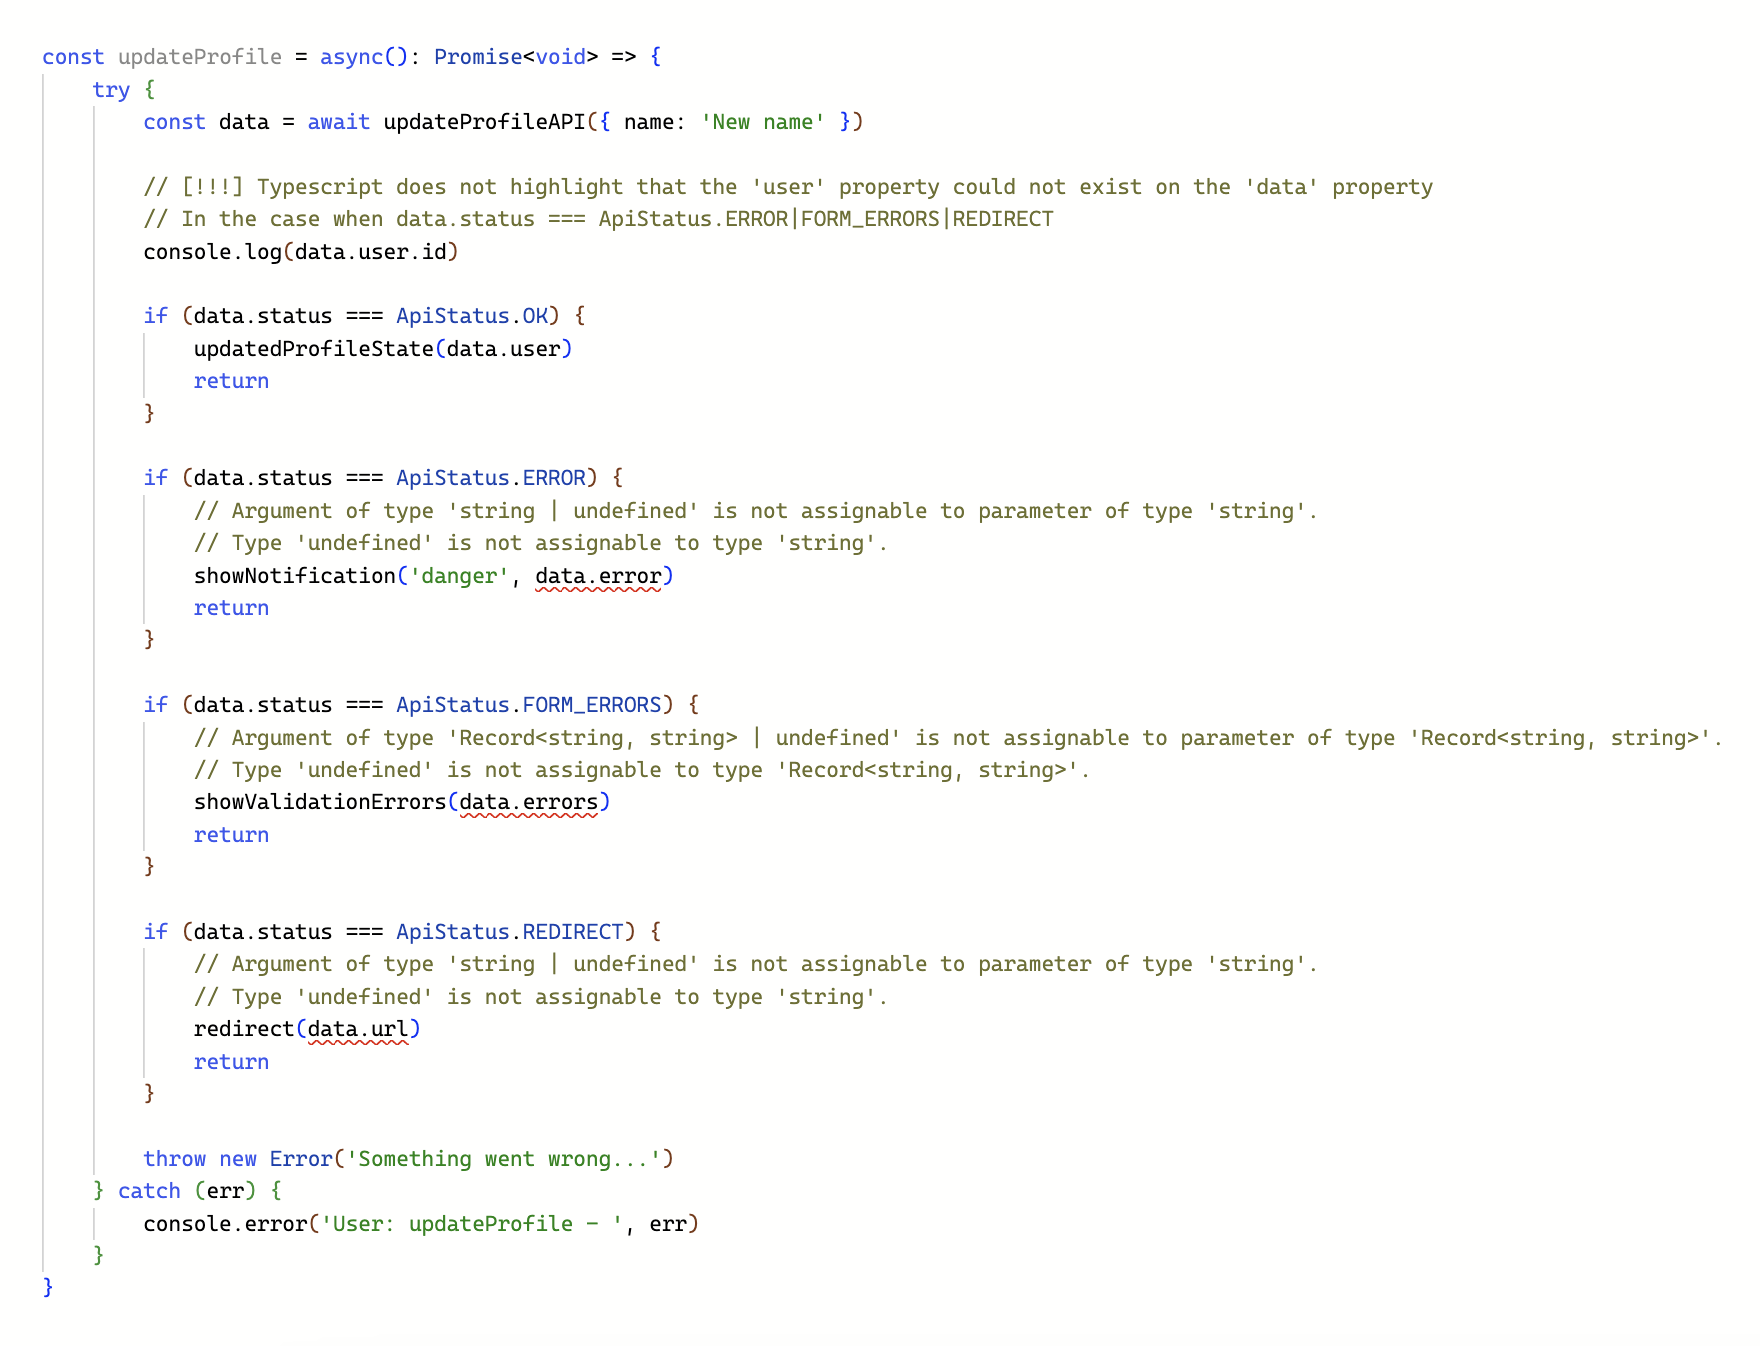 const updateProfile = async(): Promise<void> => {
try {
const data = await updateProfileAPI({ name: 'New name' })
// [!!!] Typescript does not highlight that the 'user' property could not exist on the 'data' property
// In the case when data.status === ApiStatus.ERROR|FORM_ERRORS|REDIRECT
console.log(data.user.id)
if (data.status === ApiStatus.OK) {
updatedProfileState(data.user)
return
}
if (data.status === ApiStatus.ERROR) {
// Argument of type 'string | undefined' is not assignable to parameter of type 'string'.
// Type 'undefined' is not assignable to type 'string'.
showNotification('danger', data.error)
return
}
if (data.status === ApiStatus.FORM_ERRORS) {
// Argument of type 'Record<string, string> | undefined' is not assignable to parameter of type 'Record<string, string>'.
// Type 'undefined' is not assignable to type 'Record<string, string>'.
showValidationErrors(data.errors)
return
}
if (data.status === ApiStatus.REDIRECT) {
// Argument of type 'string | undefined' is not assignable to parameter of type 'string'.
// Type 'undefined' is not assignable to type 'string'.
redirect(data.url)
return
}
throw new Error('Something went wrong...')
} catch (err) {
console.error('User: updateProfile - ', err)
}
}